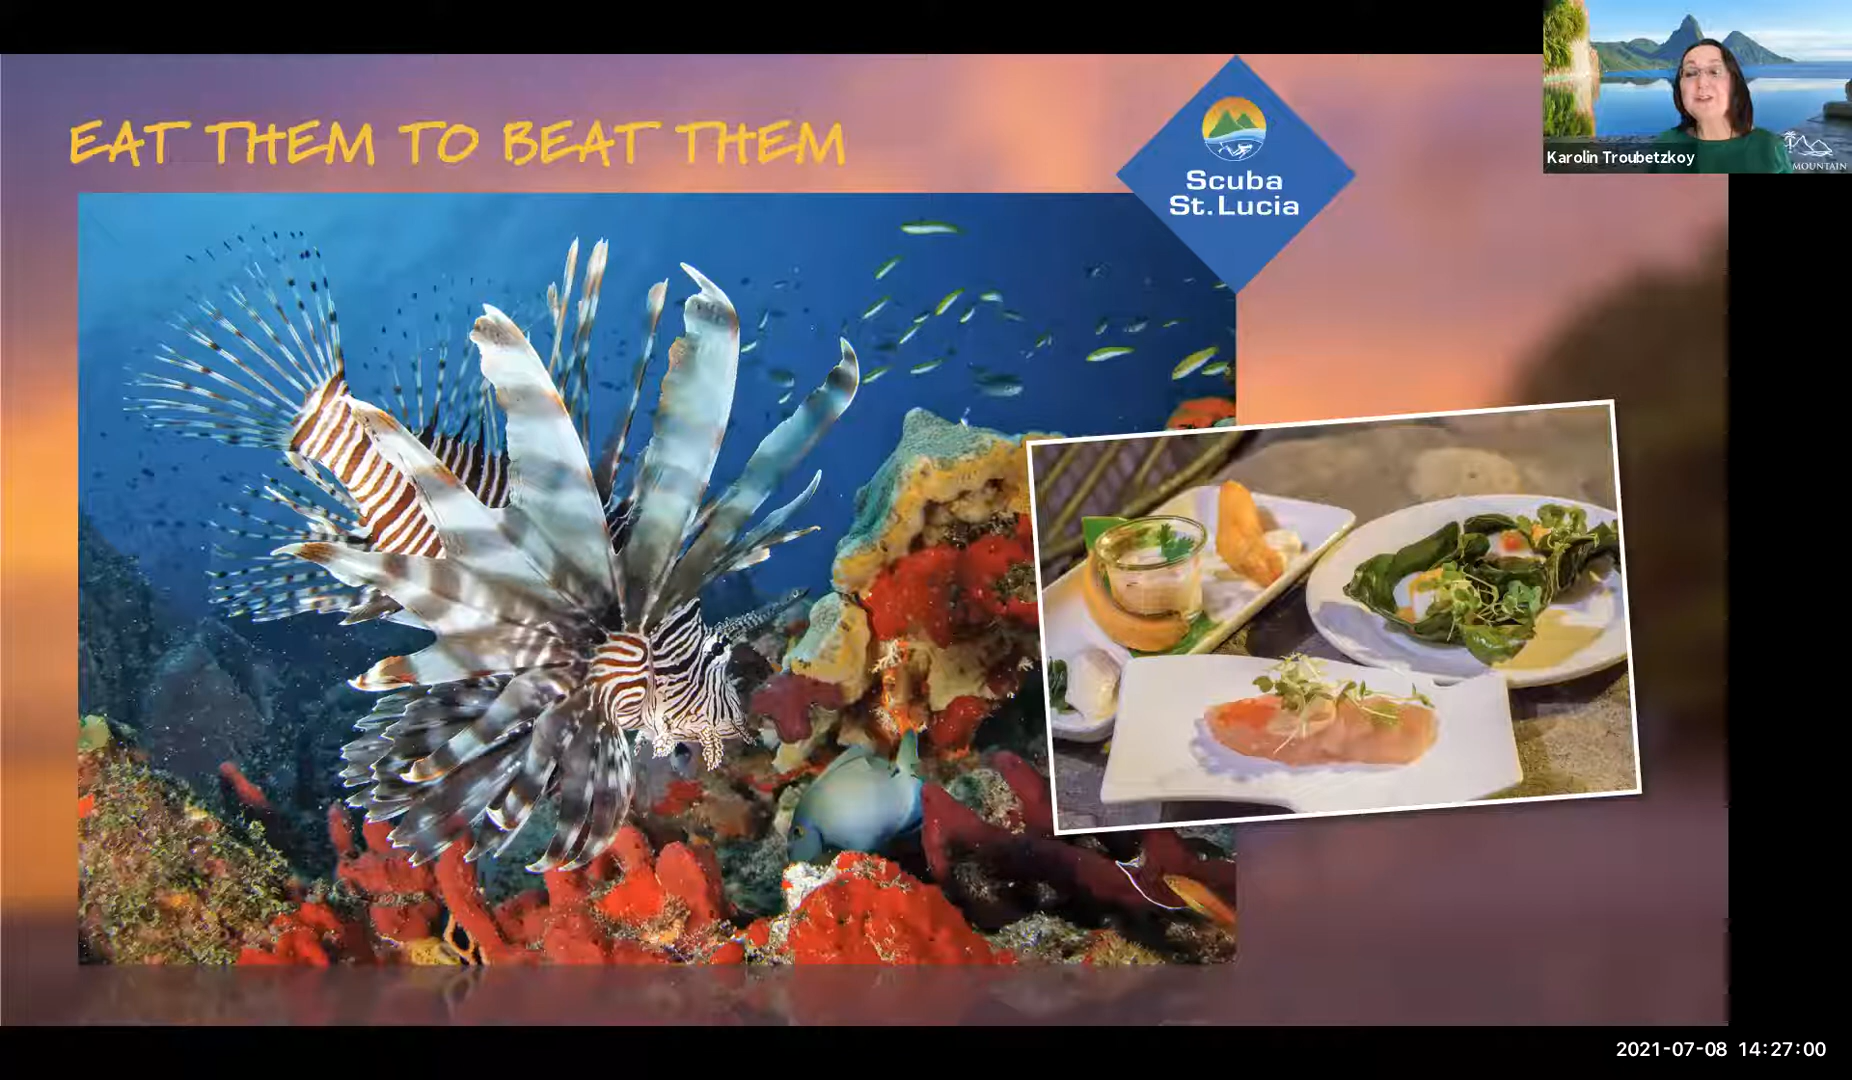 EAT THEM TO BEAT THEM
Scuba
St. Lucia
Karolin Troubetzkoy
MOUNTAIN
2021-07-08 14:27:00